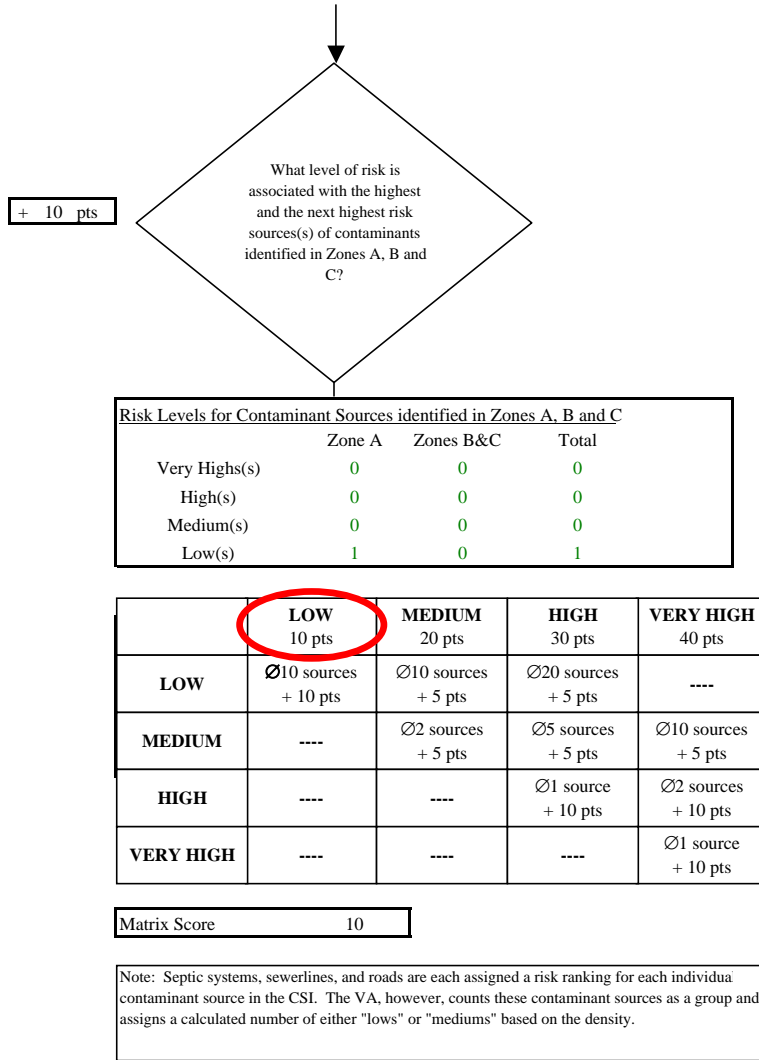 What level of risk is
associated with the highest
and the next highest risk
sources(s) of contaminants
identified in Zones A, B and
C?
+ 10 pts
Risk Levels for Contaminant Sources identified in Zones A, B and C
Zone A Zones B&C Total
Very Highs(s) 0 0 0
High(s) 0 0 0
Medium(s) 0 0 0
Low(s) 1 0 1
LOW MEDIUM HIGH VERY HIGH
10 pts 20 pts 30 pts 40 pts
LOW ∅10 sources ∅10 sources ∅20 sources ----
+ 10 pts + 5 pts + 5 pts
MEDIUM ---- ∅2 sources ∅5 sources ∅10 sources
+ 5 pts + 5 pts + 5 pts
HIGH ---- ---- ∅1 source ∅2 sources
+ 10 pts + 10 pts
VERY HIGH ---- ---- ---- ∅1 source
+ 10 pts
Matrix Score 10
Note: Septic systems, sewerlines, and roads are each assigned a risk ranking for each individual
contaminant source in the CSI. The VA, however, counts these contaminant sources as a group and
assigns a calculated number of either "lows" or "mediums" based on the density.